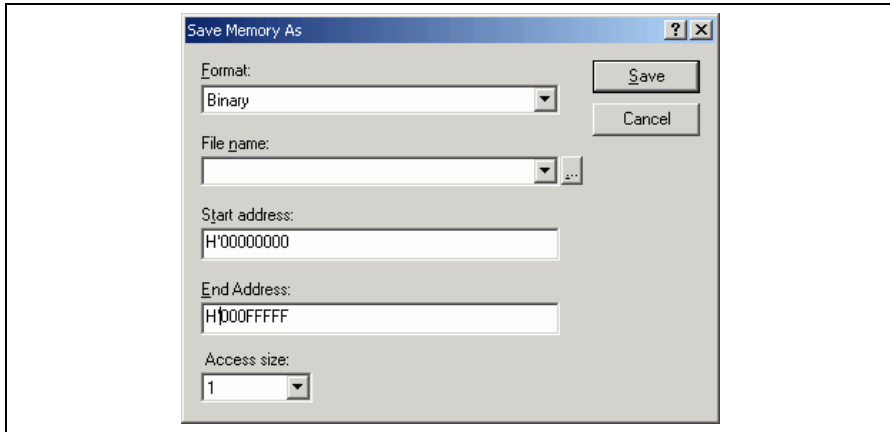 Save Memory As
Format:
Binary
Save
Cancel
File name:
...
Start address:
H'00000000
End Address:
H'000FFFFF
Access size:
1